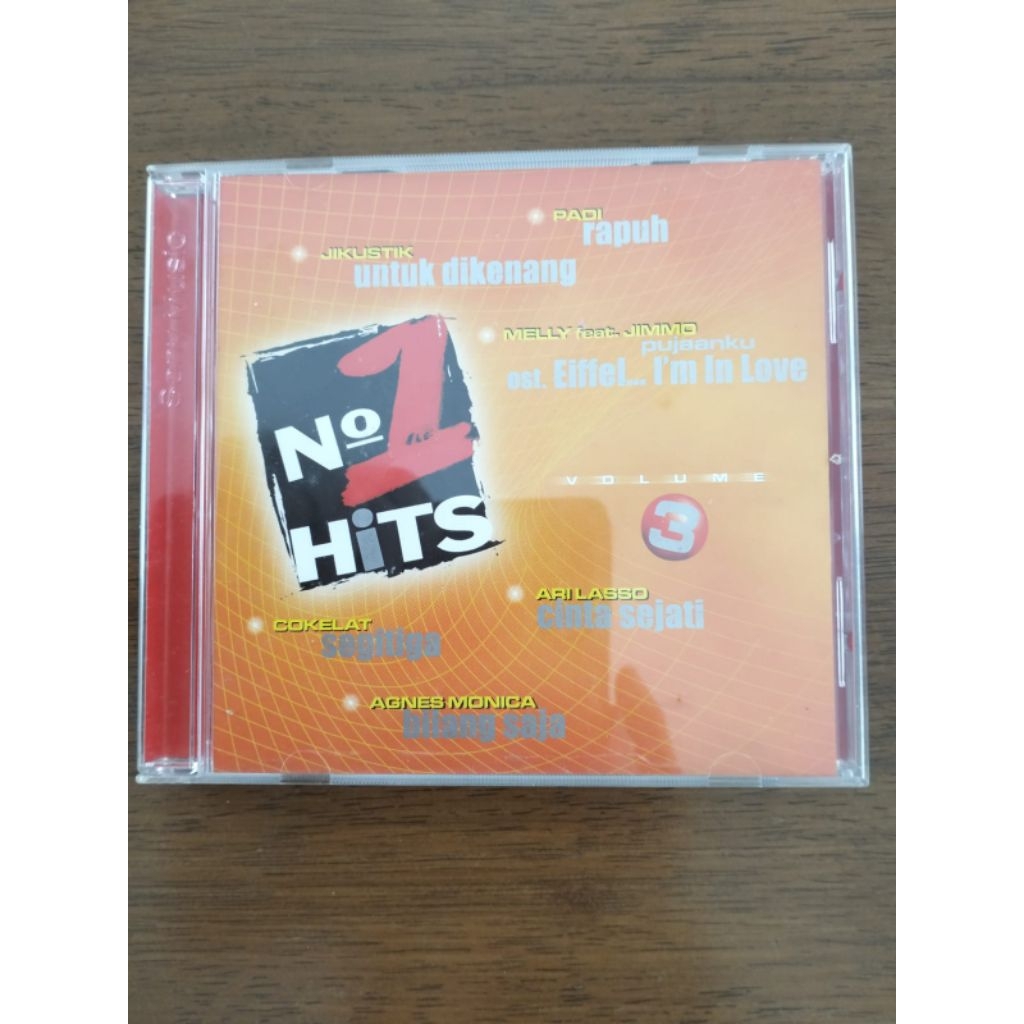 PADI
rapuh
JIKUSTIK
untuk dikenang
MELLY feat. JIMMO
pujaanku
ost. Eiffel... I'm In Love
No 1
HiTS
VOLUME
3
ARI LASSO
cinta sejati
COKELAT
segitiga
AGNES MONICA
bilang saja